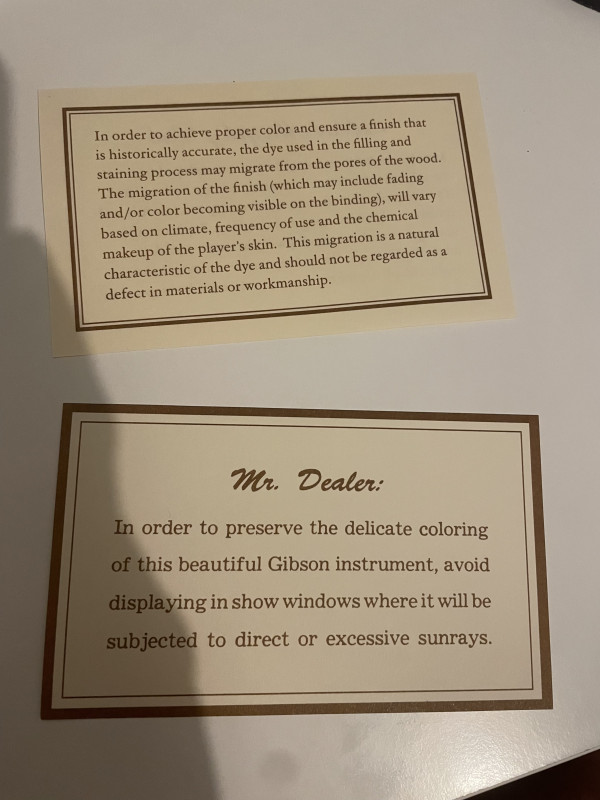 In order to achieve proper color and ensure a finish that
is historically accurate, the dye used in the filling and
staining process may migrate from the pores of the wood.
The migration of the finish (which may include fading
and/or color becoming visible on the binding), will vary
based on climate, frequency of use and the chemical
makeup of the player's skin. This migration is a natural
characteristic of the dye and should not be regarded as a
defect in materials or workmanship.
Mr. Dealer:
In order to preserve the delicate coloring
of this beautiful Gibson instrument, avoid
displaying in show windows where it will be
subjected to direct or excessive sunrays.